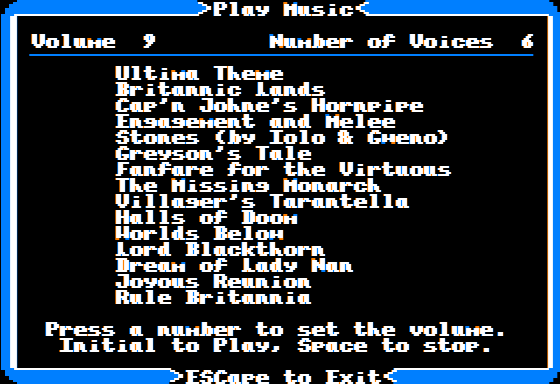 Play Music
Volume 9 Number of Voices 6
Ultima Theme
Britannic Lands
Cap'n Johne's Hornpipe
Engagement and Melee
Stones (by Iolo & Gweno)
Greyson's Tale
Fanfare for the Virtuous
The Missing Monarch
Villager's Tarantella
Halls of Doom
Worlds Below
Lord Blackthorn
Dream of Lady Nan
Joyous Reunion
Rule Britannia
Press a number to set the volume.
Initial to Play, Space to stop.
ESCape to Exit